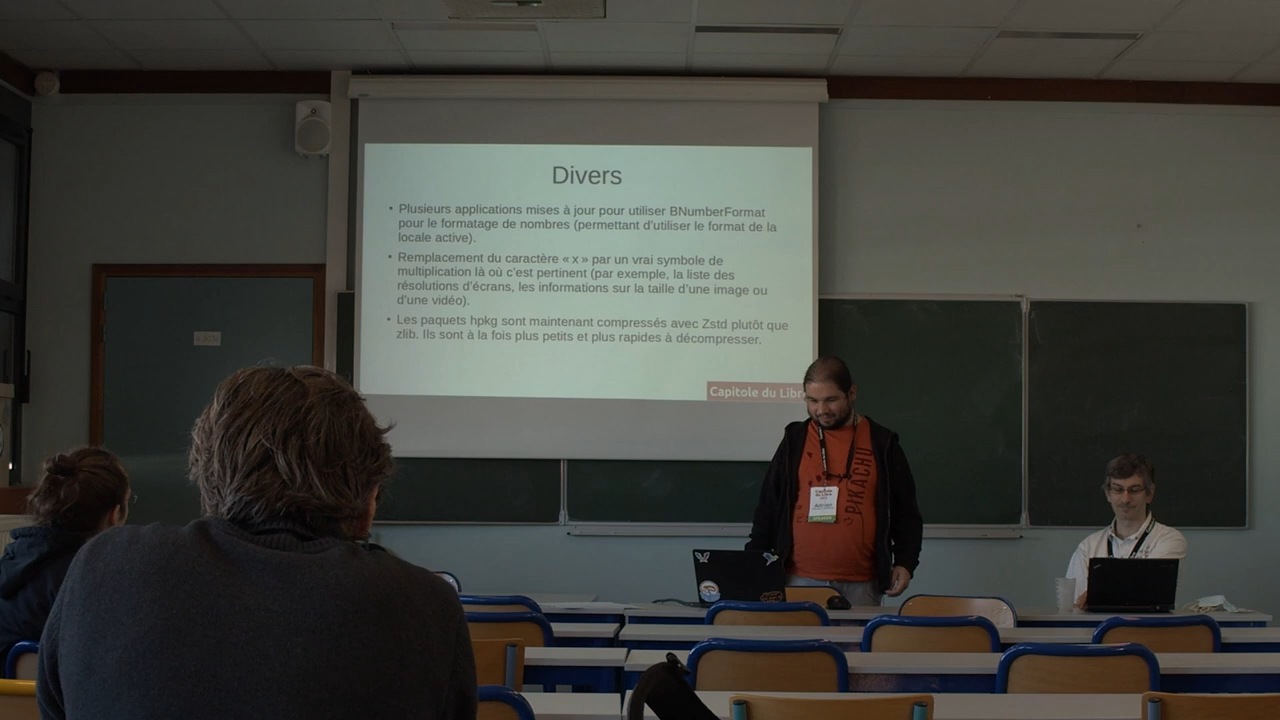 Divers
• Plusieurs applications mises à jour pour utiliser BNumberFormat
pour le formatage de nombres (permettant d'utiliser le format de la
locale active).
• Remplacement du caractère « x » par un vrai symbole de
multiplication là où c'est pertinent (par exemple, la liste des
résolutions d'écrans, les informations sur la taille d'une image ou
d'une vidéo).
• Les paquets hpkg sont maintenant compressés avec Zstd plutôt que
zlib. Ils sont à la fois plus petits et plus rapides à décompresser.
Capitole du Libre
PIKACHU
Capitole
du Libre